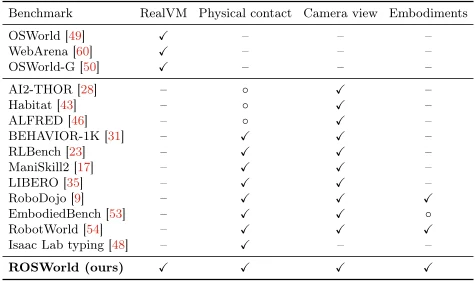 Benchmark RealVM Physical contact Camera view Embodiments
OSWorld [49] ✓ – – –
WebArena [60] ✓ – – –
OSWorld-G [50] ✓ – – –
AI2-THOR [28] – ○ ✓ –
Habitat [43] – ○ ✓ –
ALFRED [46] – ○ ✓ –
BEHAVIOR-1K [31] – ✓ ✓ –
RLBench [23] – ✓ ✓ –
ManiSkill2 [17] – ✓ ✓ –
LIBERO [35] – ✓ ✓ –
RoboDojo [9] – ✓ ✓ ✓
EmbodiedBench [53] – ✓ ✓ ○
RobotWorld [54] – ✓ ✓ ✓
Isaac Lab typing [48] – ✓ – –
ROSWorld (ours) ✓ ✓ ✓ ✓